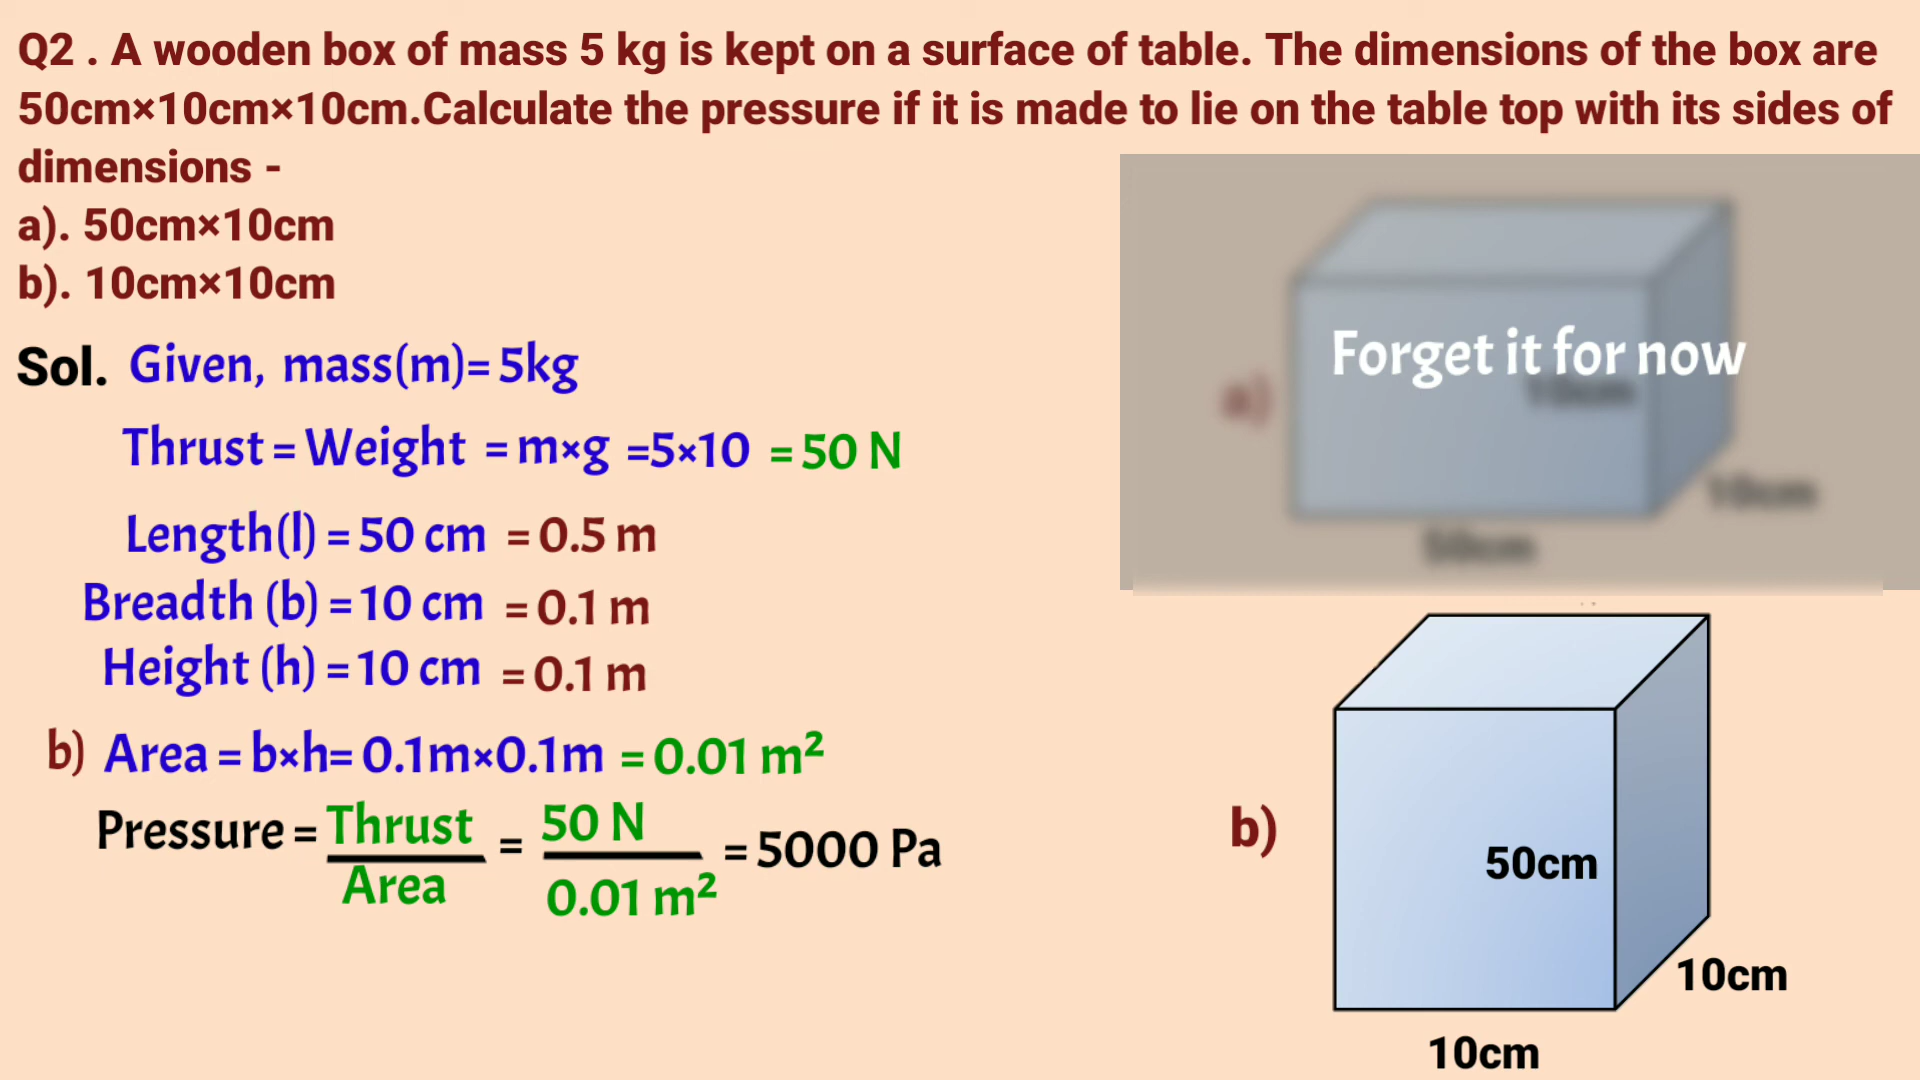 Q2 . A wooden box of mass 5 kg is kept on a surface of table. The dimensions of the box are
50cm×10cm×10cm.Calculate the pressure if it is made to lie on the table top with its sides of
dimensions -
a). 50cm×10cm
b). 10cm×10cm
Sol. Given, mass(m)= 5kg
Thrust = Weight = m×g =5×10 = 50 N
Length(l) = 50 cm = 0.5 m
Breadth (b) = 10 cm = 0.1 m
Height (h) = 10 cm = 0.1 m
b) Area = b×h= 0.1m×0.1m = 0.01 m²
Pressure = Thrust / Area = 50 N / 0.01 m² = 5000 Pa
a)
Forget it for now
10cm
10cm
50cm
b)
50cm
10cm
10cm